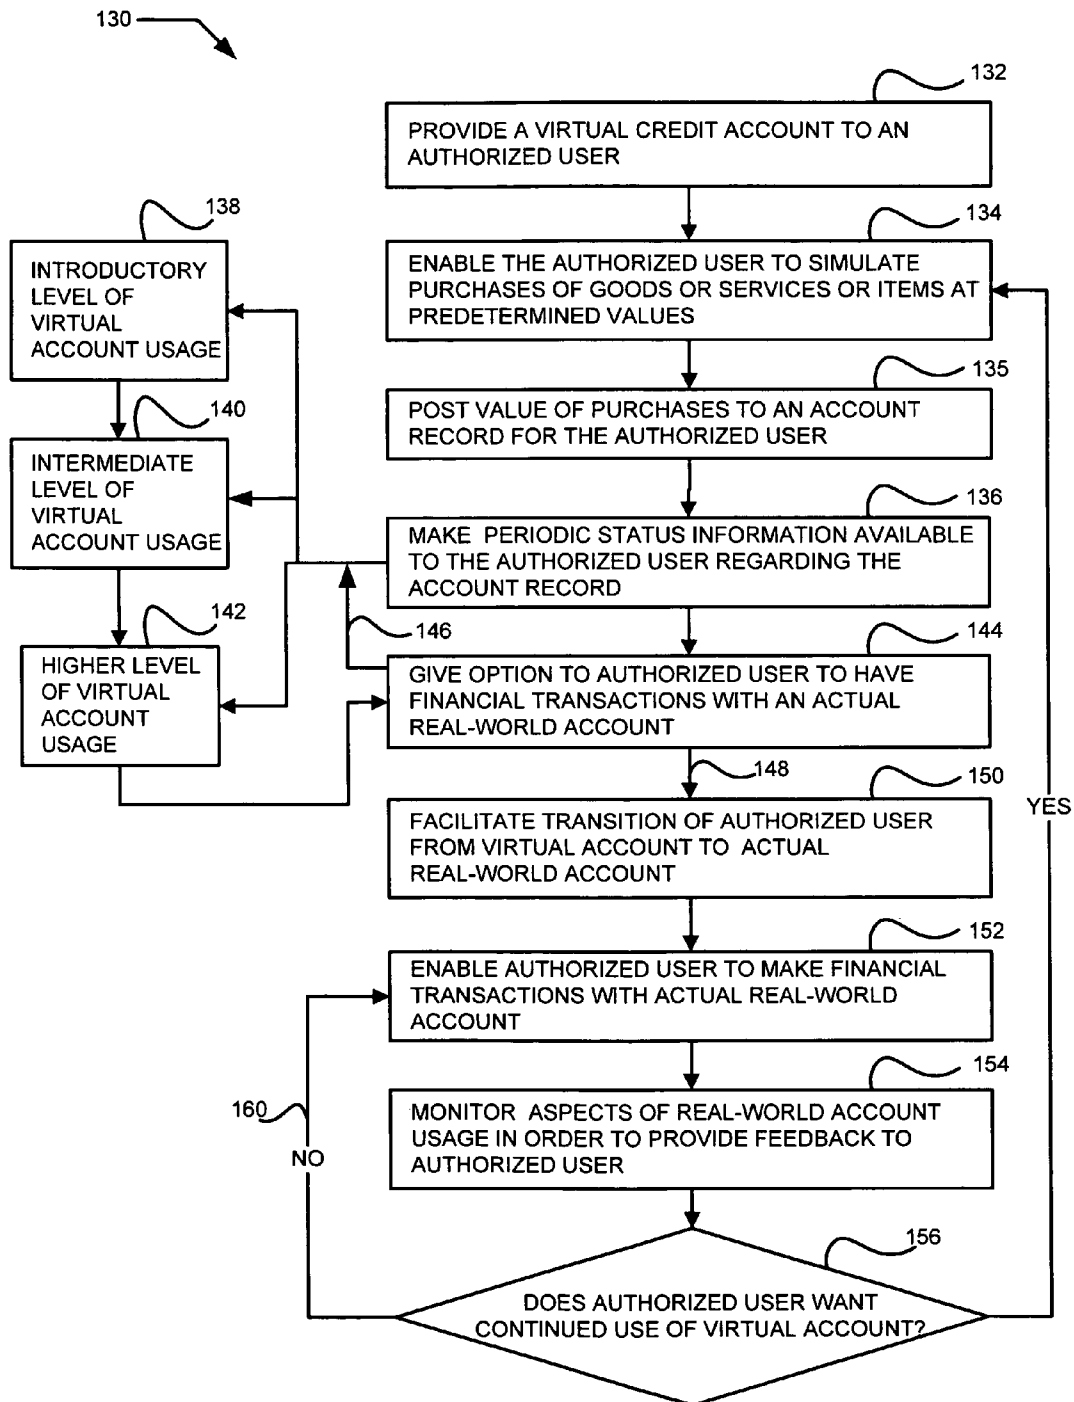 130
132
PROVIDE A VIRTUAL CREDIT ACCOUNT TO AN
AUTHORIZED USER
134
ENABLE THE AUTHORIZED USER TO SIMULATE
PURCHASES OF GOODS OR SERVICES OR ITEMS AT
PREDETERMINED VALUES
135
POST VALUE OF PURCHASES TO AN ACCOUNT
RECORD FOR THE AUTHORIZED USER
136
MAKE PERIODIC STATUS INFORMATION AVAILABLE
TO THE AUTHORIZED USER REGARDING THE
ACCOUNT RECORD
138
INTRODUCTORY
LEVEL OF
VIRTUAL
ACCOUNT USAGE
140
INTERMEDIATE
LEVEL OF
VIRTUAL
ACCOUNT USAGE
142
HIGHER LEVEL
OF VIRTUAL
ACCOUNT
USAGE
146
144
GIVE OPTION TO AUTHORIZED USER TO HAVE
FINANCIAL TRANSACTIONS WITH AN ACTUAL
REAL-WORLD ACCOUNT
148
150
FACILITATE TRANSITION OF AUTHORIZED USER
FROM VIRTUAL ACCOUNT TO ACTUAL
REAL-WORLD ACCOUNT
YES
152
ENABLE AUTHORIZED USER TO MAKE FINANCIAL
TRANSACTIONS WITH ACTUAL REAL-WORLD
ACCOUNT
154
MONITOR ASPECTS OF REAL-WORLD ACCOUNT
USAGE IN ORDER TO PROVIDE FEEDBACK TO
AUTHORIZED USER
160
NO
156
DOES AUTHORIZED USER WANT
CONTINUED USE OF VIRTUAL ACCOUNT?